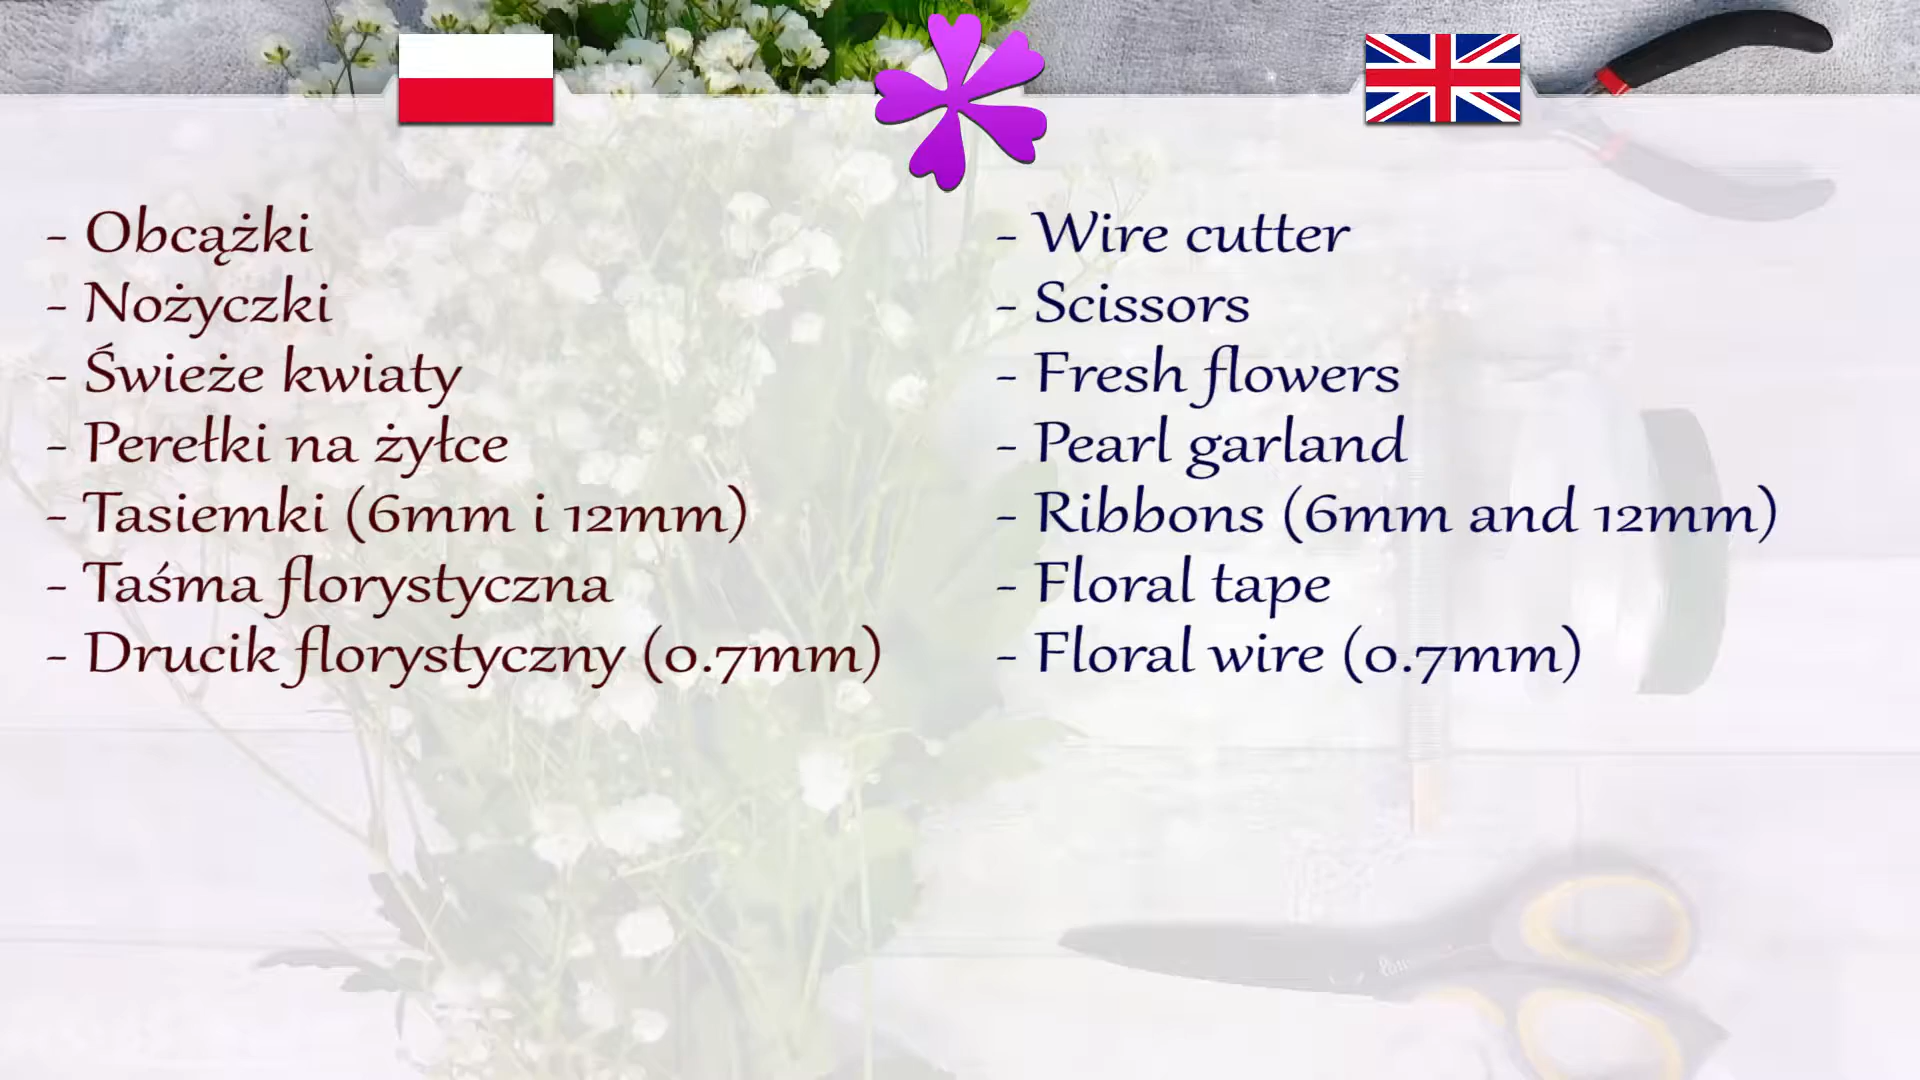 - Obcążki
- Nożyczki
- Świeże kwiaty
- Perełki na żyłce
- Tasiemki (6mm i 12mm)
- Taśma florystyczna
- Drucik florystyczny (0.7mm)
- Wire cutter
- Scissors
- Fresh flowers
- Pearl garland
- Ribbons (6mm and 12mm)
- Floral tape
- Floral wire (0.7mm)